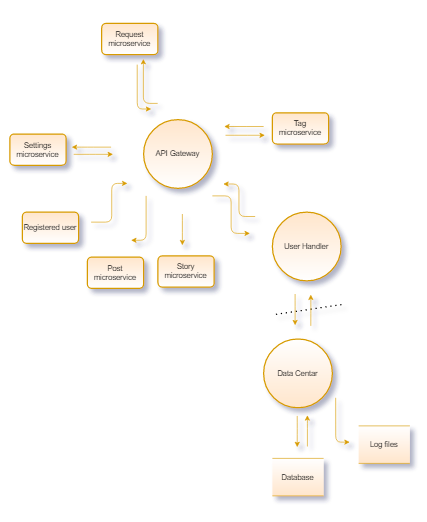 Request
microservice
Tag
microservice
Settings
microservice
API Gateway
Registered user
User Handler
Post
microservice
Story
microservice
Data Centar
Log files
Database